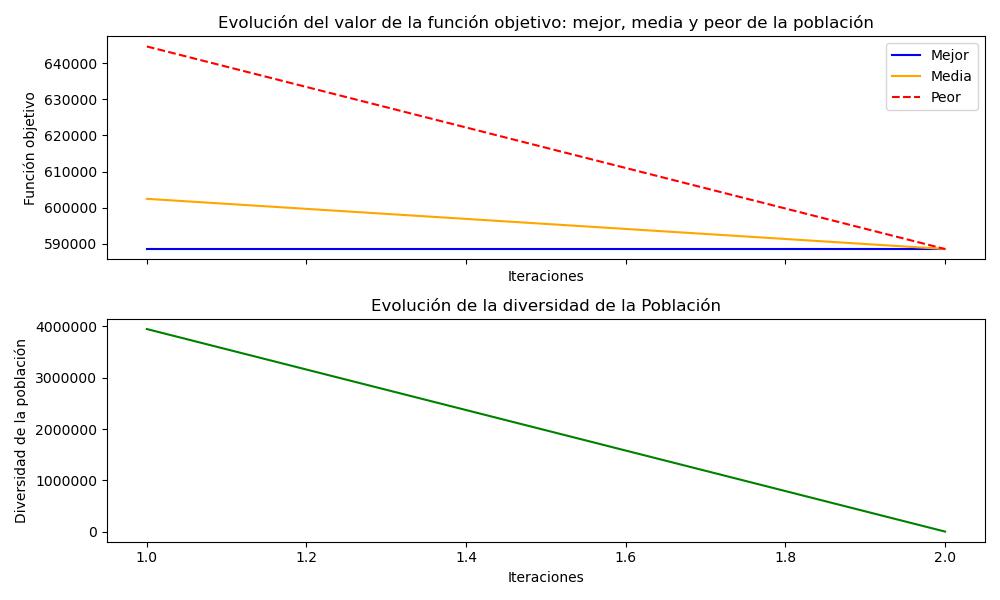 Evolución del valor de la función objetivo: mejor, media y peor de la población
Función objetivo
640000
630000
620000
610000
600000
590000
Mejor
Media
Peor
Iteraciones
Evolución de la diversidad de la Población
Diversidad de la población
4000000
3000000
2000000
1000000
0
1.0
1.2
1.4
1.6
1.8
2.0
Iteraciones